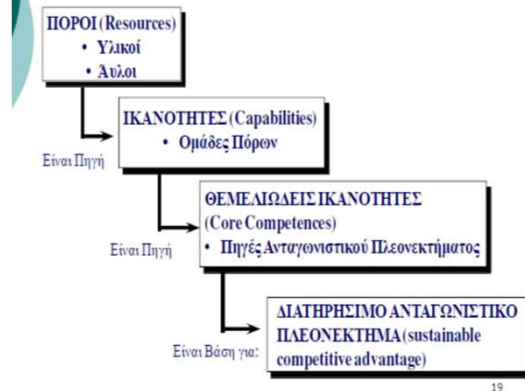 ΠΟΡΟΙ (Resources)
• Υλικοί
• Άυλοι
ΙΚΑΝΟΤΗΤΕΣ (Capabilities)
• Ομάδες Πόρων
Είναι Πηγή
ΘΕΜΕΛΙΩΔΕΙΣ ΙΚΑΝΟΤΗΤΕΣ
(Core Competences)
• Πηγές Ανταγωνιστικού Πλεονεκτήματος
Είναι Πηγή
ΔΙΑΤΗΡΗΣΙΜΟ ΑΝΤΑΓΩΝΙΣΤΙΚΟ
ΠΛΕΟΝΕΚΤΗΜΑ (sustainable
competitive advantage)
Είναι Βάση για:
19